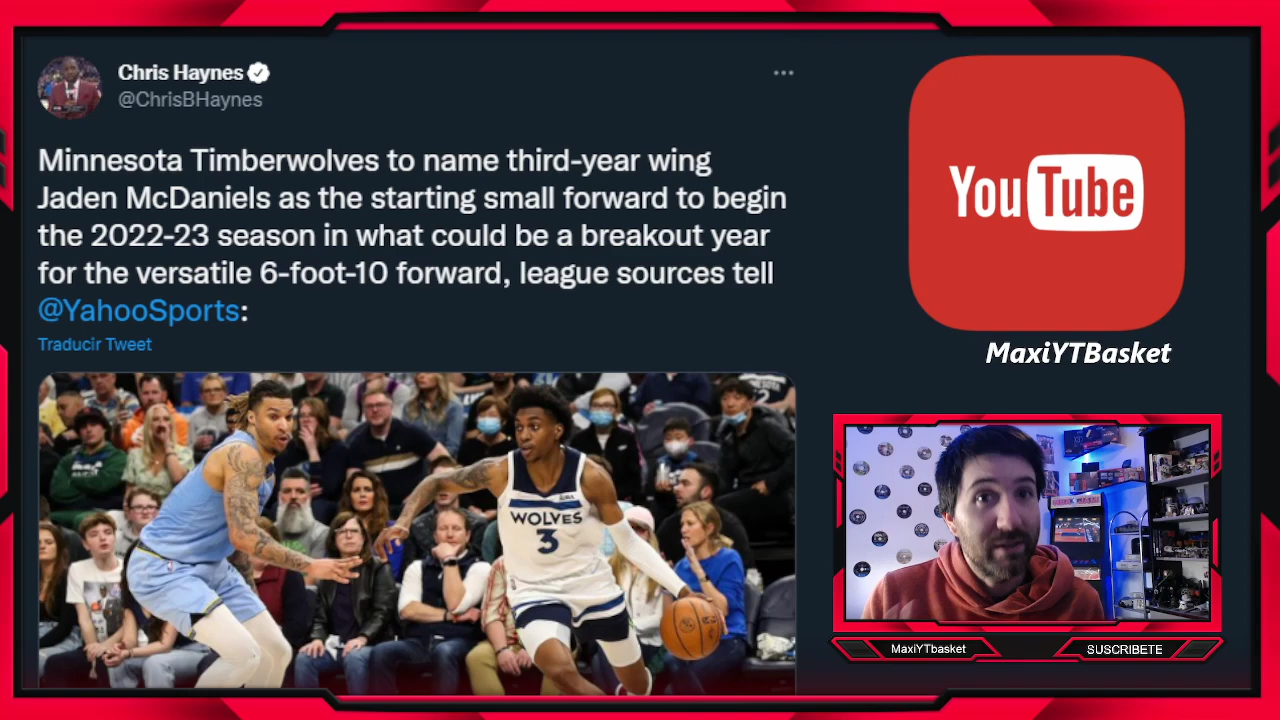 Chris Haynes
@ChrisBHaynes
Minnesota Timberwolves to name third-year wing
Jaden McDaniels as the starting small forward to begin
the 2022-23 season in what could be a breakout year
for the versatile 6-foot-10 forward, league sources tell
@YahooSports:
Traducir Tweet
WOLVES
3
YouTube
MaxiYTBasket
MaxiYTbasket
SUSCRIBETE